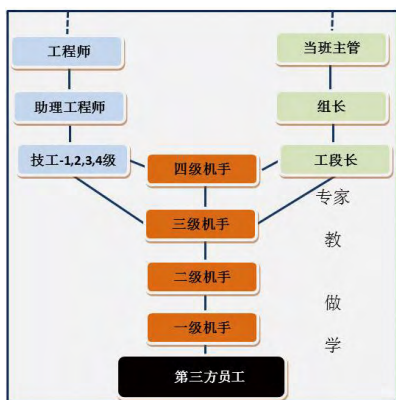 工程师
当班主管
助理工程师
组长
技工-1,2,3,4级
四级机手
工段长
专家
三级机手
教
二级机手
做
一级机手
学
第三方员工